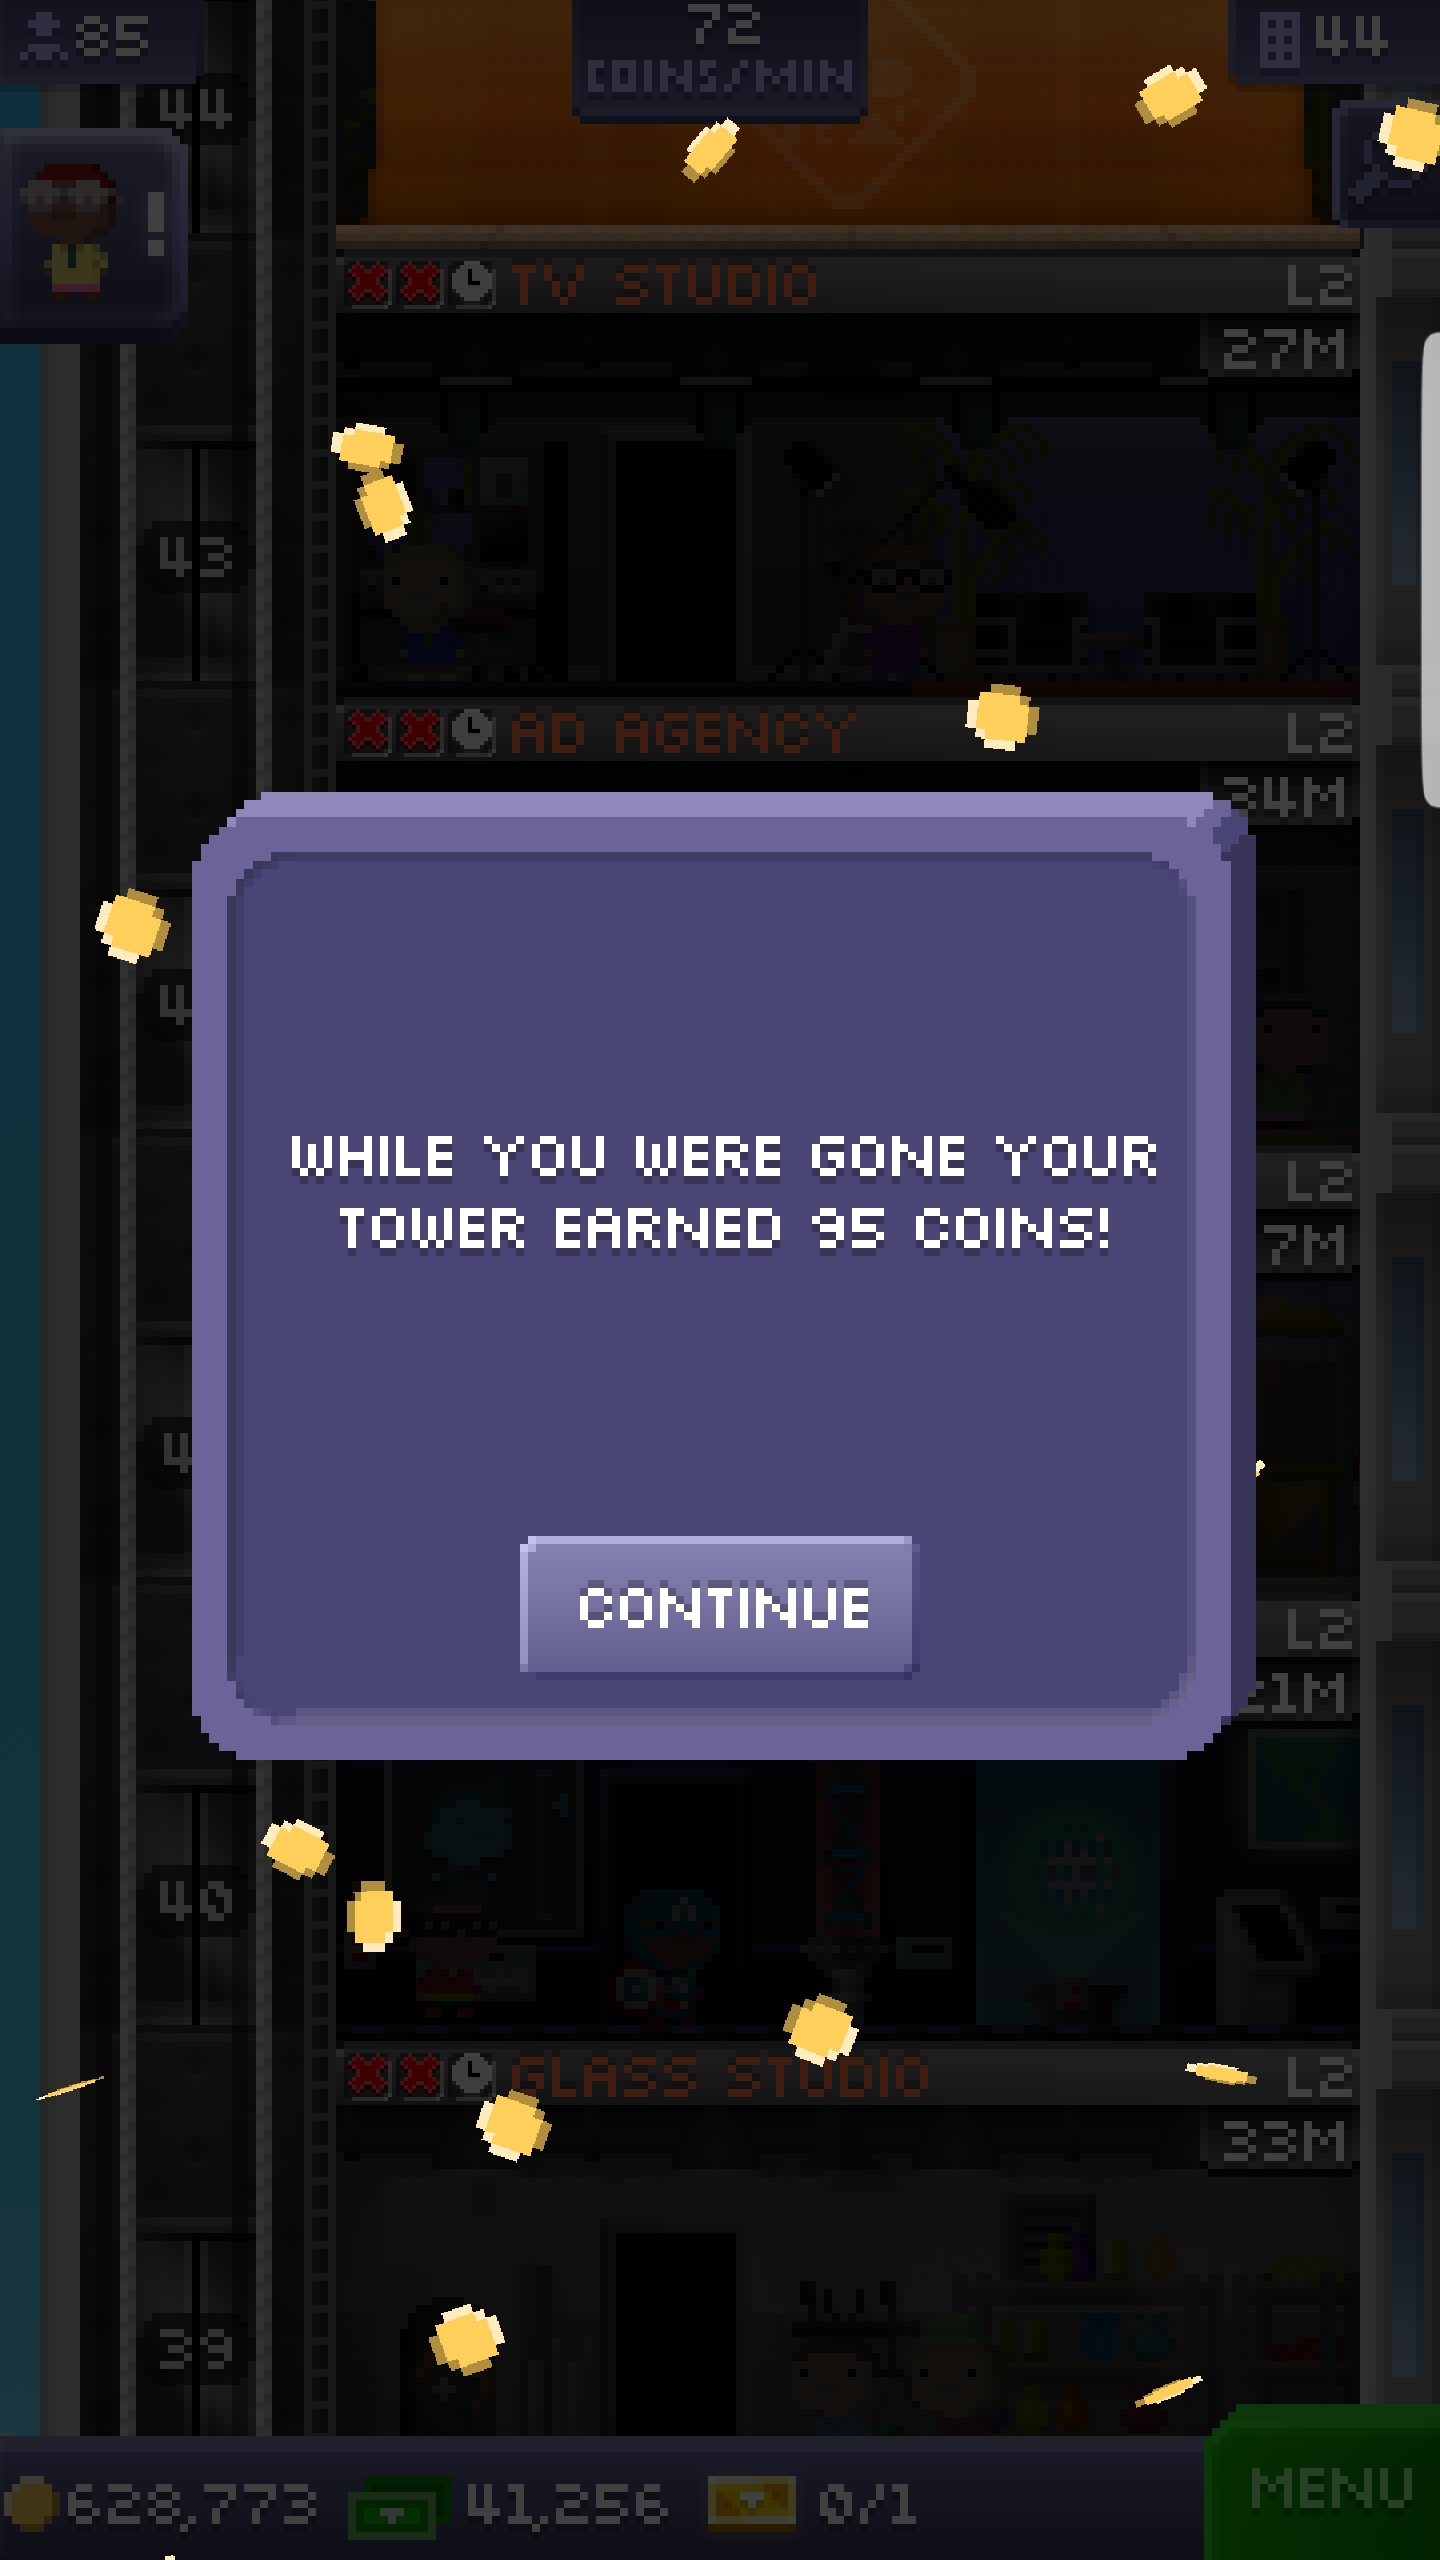 85
72
COINS/MIN
44
44
!
TV STUDIO
L2
27M
43
AD AGENCY
L2
34M
WHILE YOU WERE GONE YOUR
TOWER EARNED 95 COINS!
L2
7M
CONTINUE
L2
21M
40
GLASS STUDIO
L2
33M
39
628,773
41,256
0/1
MENU